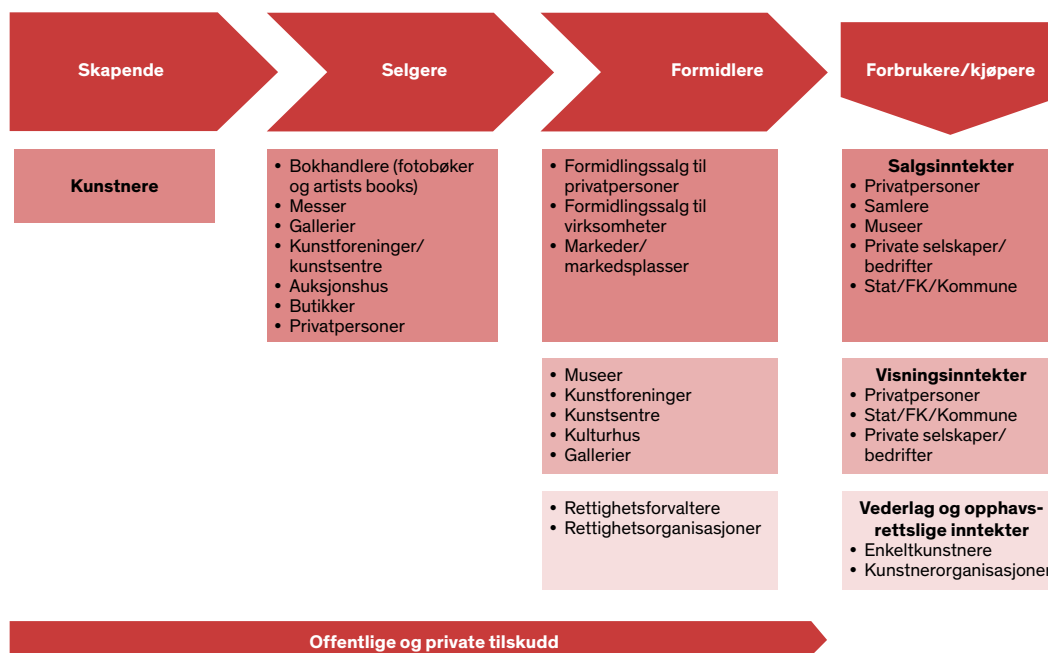 Skapende
Selgere
Formidlere
Forbrukere/kjøpere
Kunstnere
• Bokhandlere (fotobøker
og artists books)
• Messer
• Gallerier
• Kunstforeninger/
kunstsentre
• Auksjonshus
• Butikker
• Privatpersoner
• Formidlingssalg til
privatpersoner
• Formidlingssalg til
virksomheter
• Markeder/
markedsplasser
Salgsinntekter
• Privatpersoner
• Samlere
• Museer
• Private selskaper/
bedrifter
• Stat/FK/Kommune
• Museer
• Kunstforeninger
• Kunstsentre
• Kulturhus
• Gallerier
Visningsinntekter
• Privatpersoner
• Stat/FK/Kommune
• Private selskaper/
bedrifter
• Rettighetsforvaltere
• Rettighetsorganisasjoner
Vederlag og opphavs-
rettslige inntekter
• Enkeltkunstnere
• Kunstnerorganisasjoner
Offentlige og private tilskudd